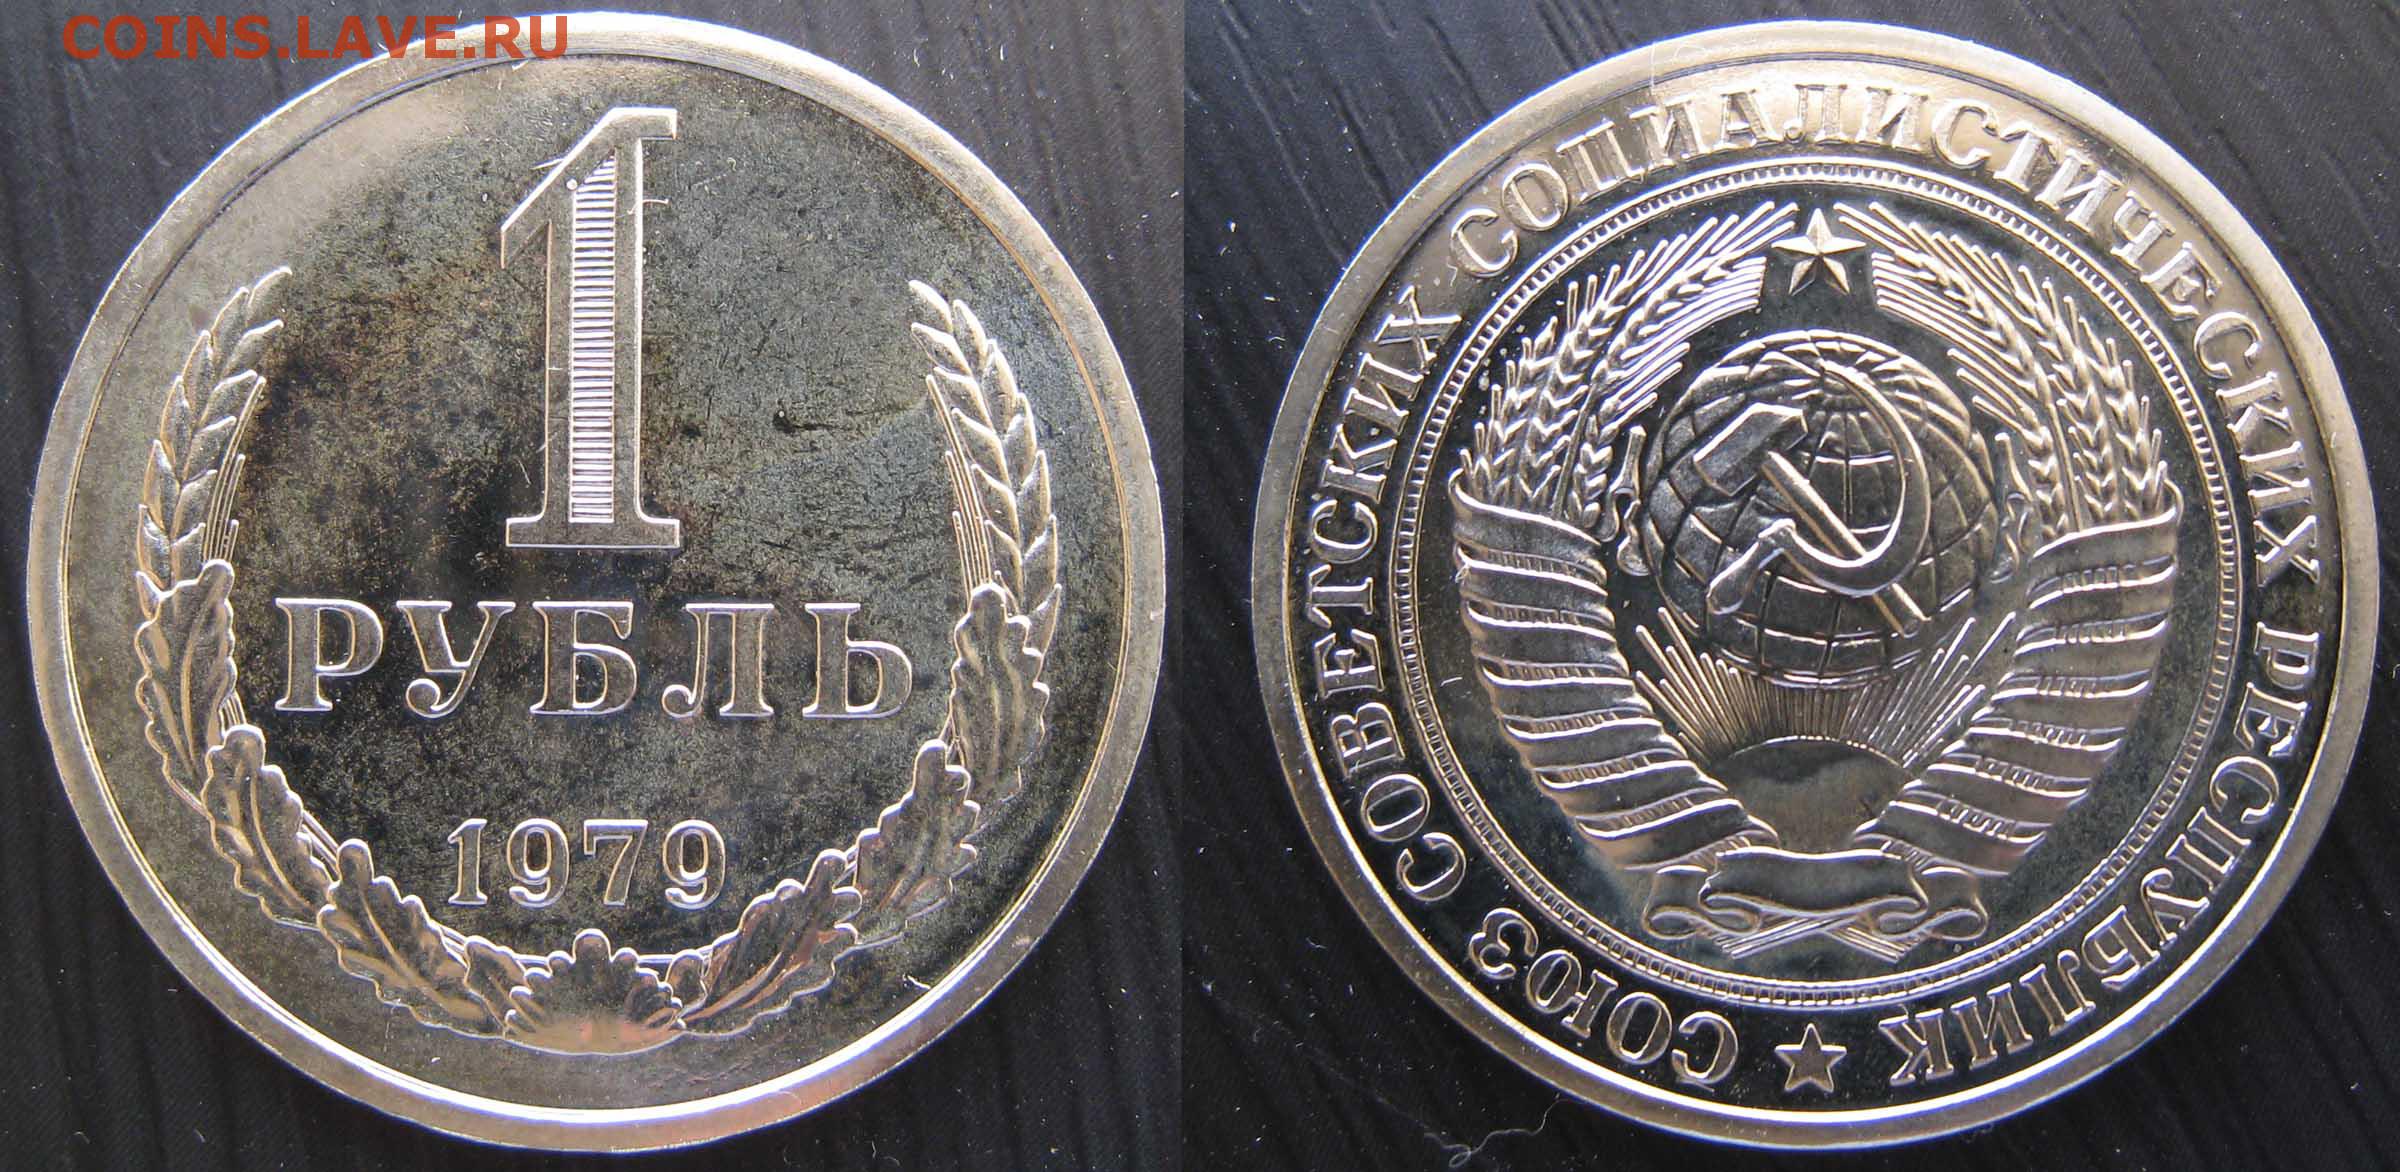 COINS.LAVE.RU
1
РУБЛЬ
1979
СОЮЗ СОВЕТСКИХ СОЦИАЛИСТИЧЕСКИХ РЕСПУБЛИК